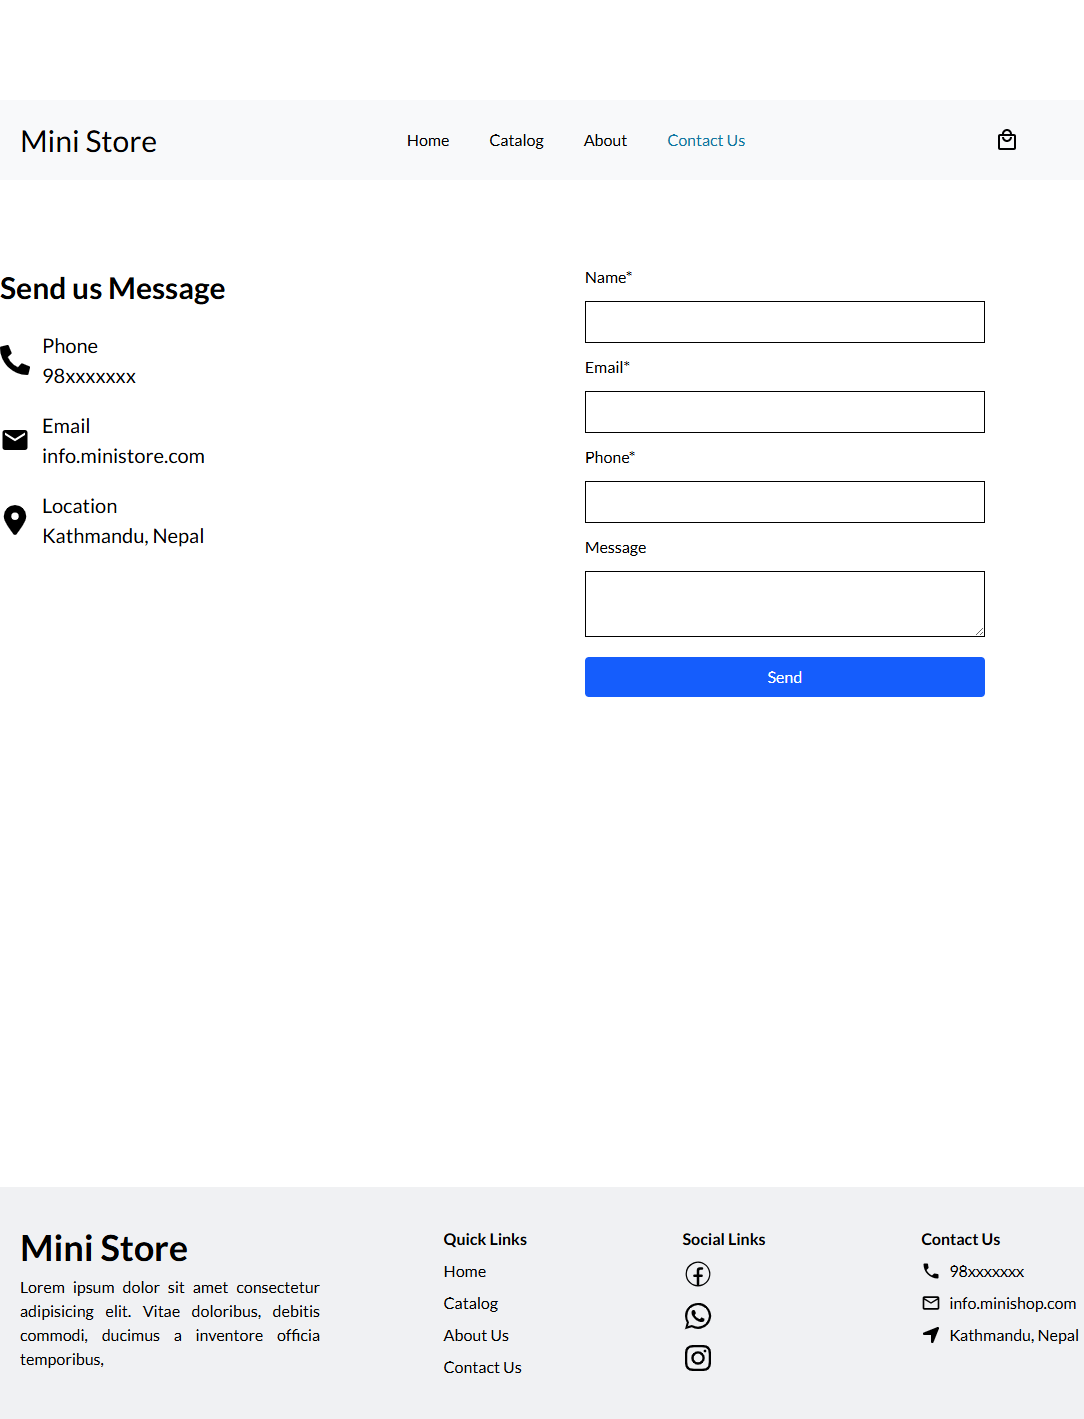 Mini Store
Home
Catalog
About
Contact Us
Send us Message
Phone
98xxxxxxx
Email
info.ministore.com
Location
Kathmandu, Nepal
Name*
Email*
Phone*
Message
Send
Mini Store
Lorem ipsum dolor sit amet consectetur
adipisicing elit. Vitae doloribus, debitis
commodi, ducimus a inventore officia
temporibus,
Quick Links
Home
Catalog
About Us
Contact Us
Social Links
Contact Us
98xxxxxxx
info.minishop.com
Kathmandu, Nepal